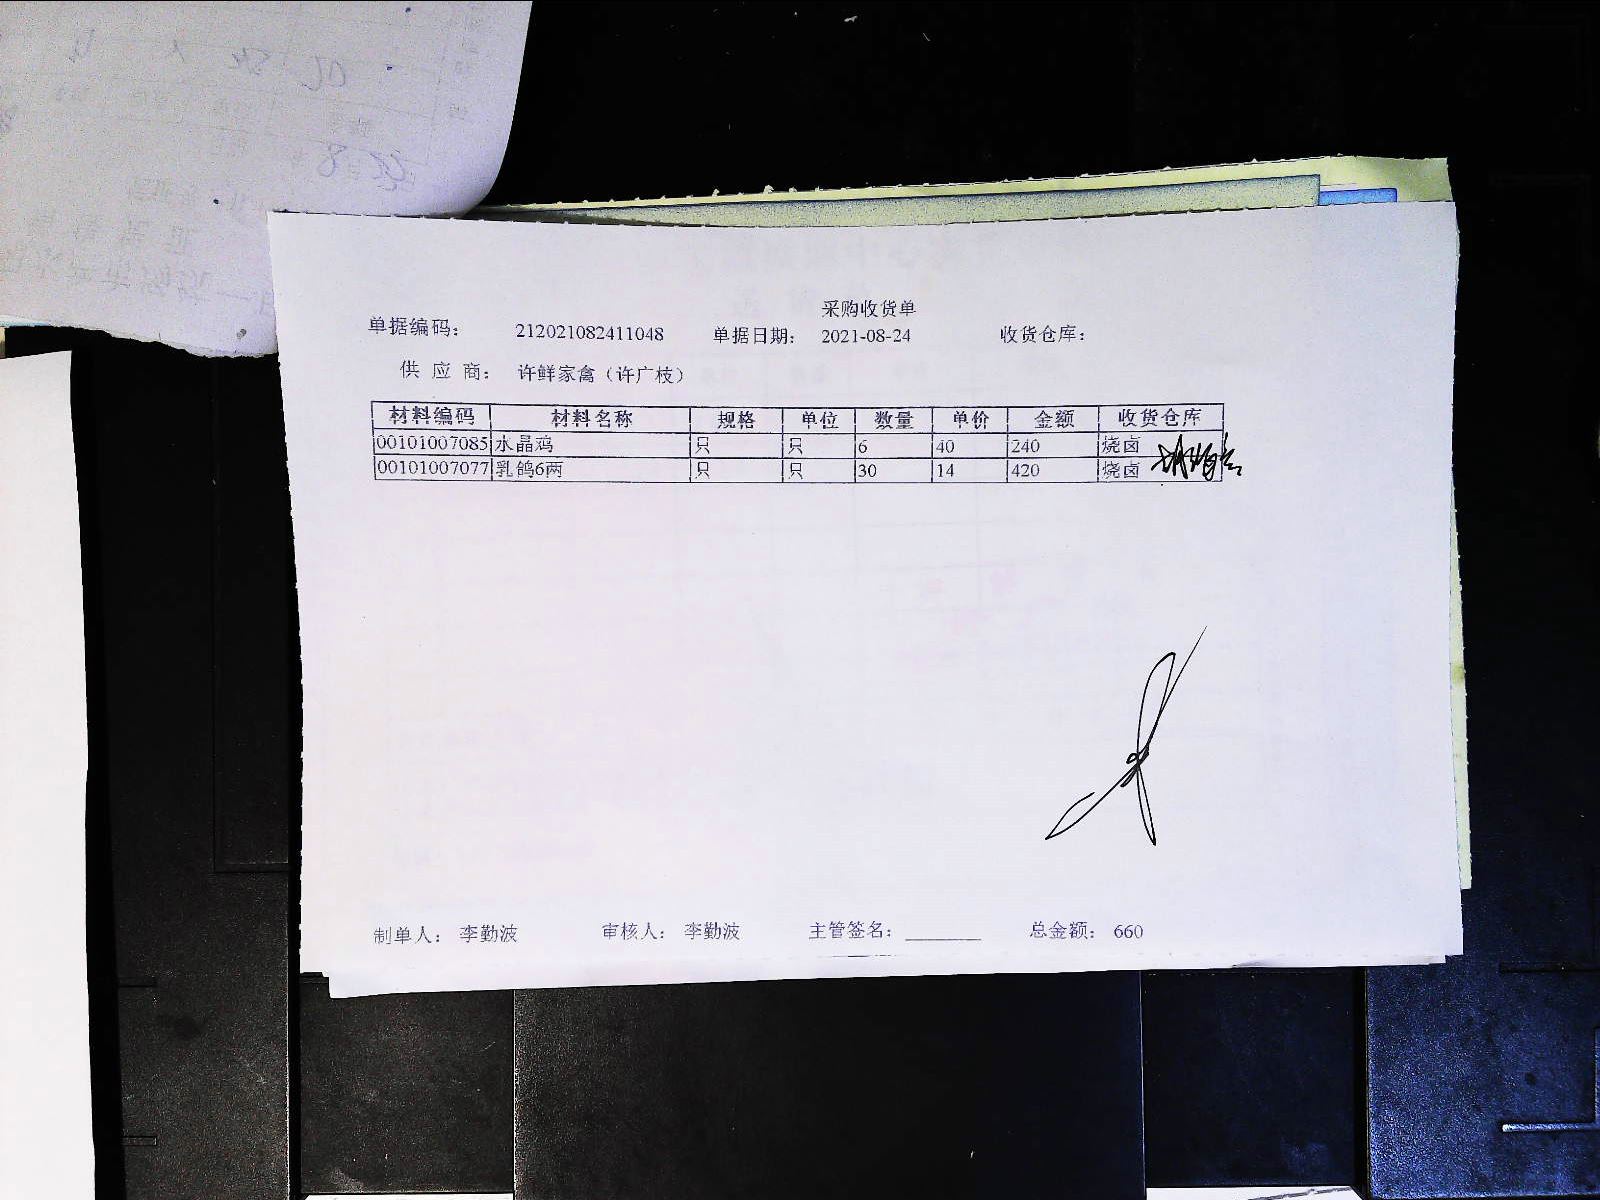 采购收货单
单据编码： 212021082411048 单据日期： 2021-08-24 收货仓库：
供 应 商： 许鲜家禽（许广枝）
材料编码 材料名称 规格 单位 数量 单价 金额 收货仓库
00101007085 水晶鸡 只 只 6 40 240 烧卤
00101007077 乳鸽6两 只 只 30 14 420 烧卤
制单人： 李勤波 审核人： 李勤波 主管签名： ________ 总金额： 660